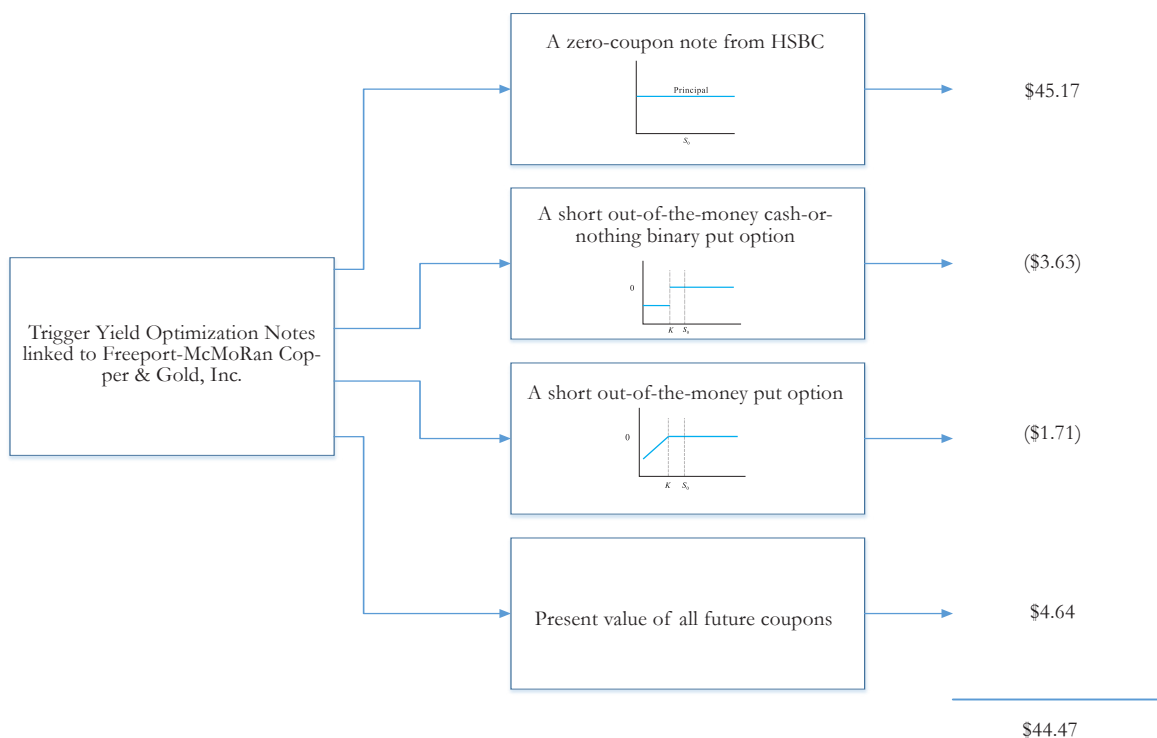 A zero-coupon note from HSBC
Principal
S₀
$45.17
A short out-of-the-money cash-or-
nothing binary put option
0
K S₀
($3.63)
Trigger Yield Optimization Notes
linked to Freeport-McMoRan Cop-
per & Gold, Inc.
A short out-of-the-money put option
0
K S₀
($1.71)
Present value of all future coupons
$4.64
$44.47